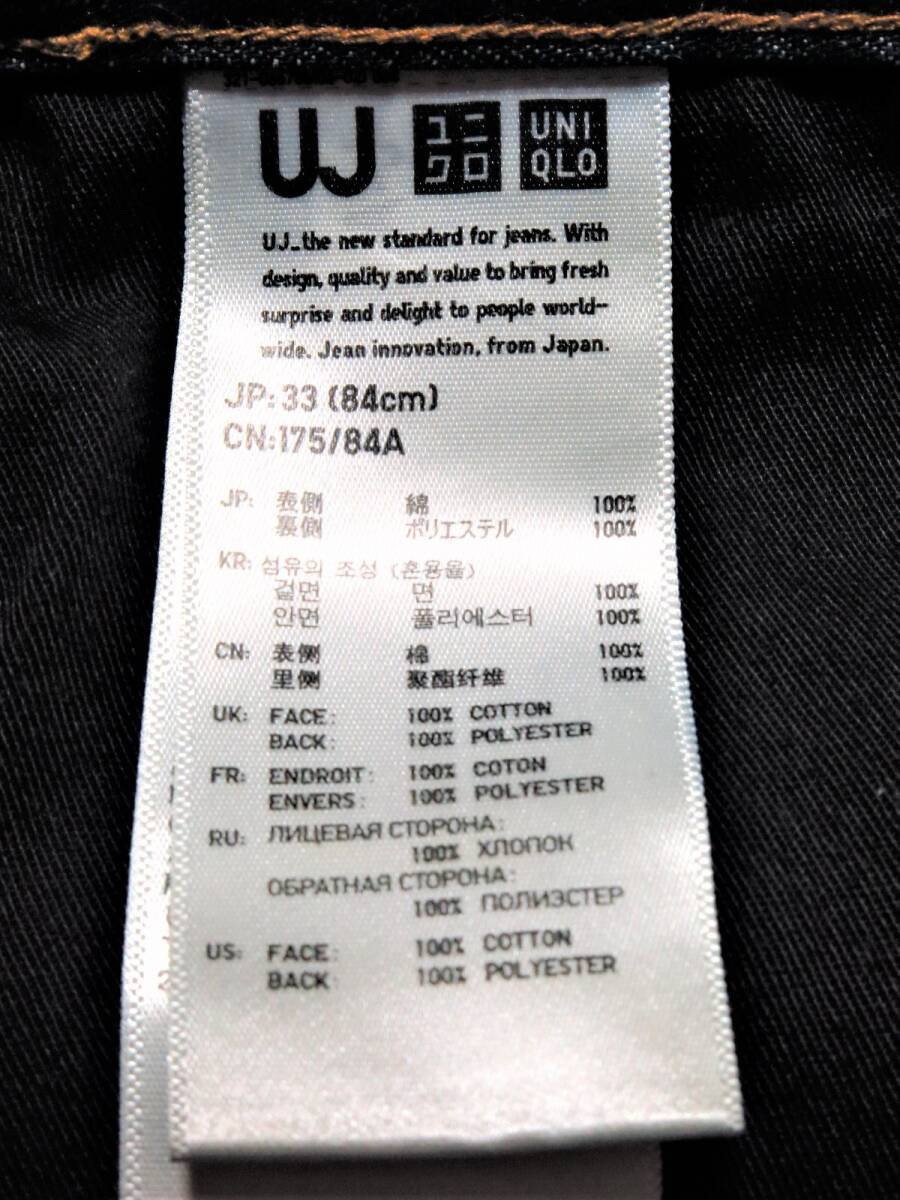 UJ ユニ クロ UNI QLO
UJ_the new standard for jeans. With
design, quality and value to bring fresh
surprise and delight to people world-
wide. Jean innovation, from Japan.
JP: 33 (84cm)
CN:175/84A
JP: 表側 綿 100%
裏側 ポリエステル 100%
KR: 섬유의 조성 (혼용율)
겉면 면 100%
안면 폴리에스터 100%
CN: 表侧 棉 100%
里侧 聚酯纤维 100%
UK: FACE: 100% COTTON
BACK: 100% POLYESTER
FR: ENDROIT: 100% COTON
ENVERS: 100% POLYESTER
RU: ЛИЦЕВАЯ СТОРОНА:
100% ХЛОПОК
ОБРАТНАЯ СТОРОНА:
100% ПОЛИЭСТЕР
US: FACE: 100% COTTON
BACK: 100% POLYESTER